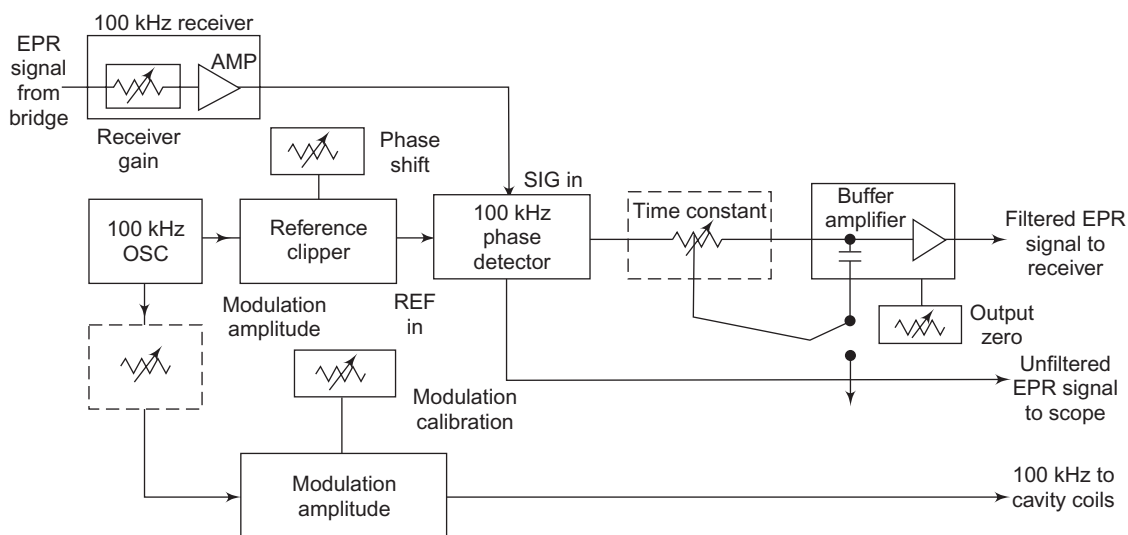 100 kHz receiver
EPR
signal
from
bridge
AMP
Receiver
gain
Phase
shift
SIG in
100 kHz
OSC
Reference
clipper
100 kHz
phase
detector
Time constant
Buffer
amplifier
Filtered EPR
signal to
receiver
Modulation
amplitude
REF
in
Output
zero
Modulation
calibration
Unfiltered
EPR signal
to scope
Modulation
amplitude
100 kHz to
cavity coils